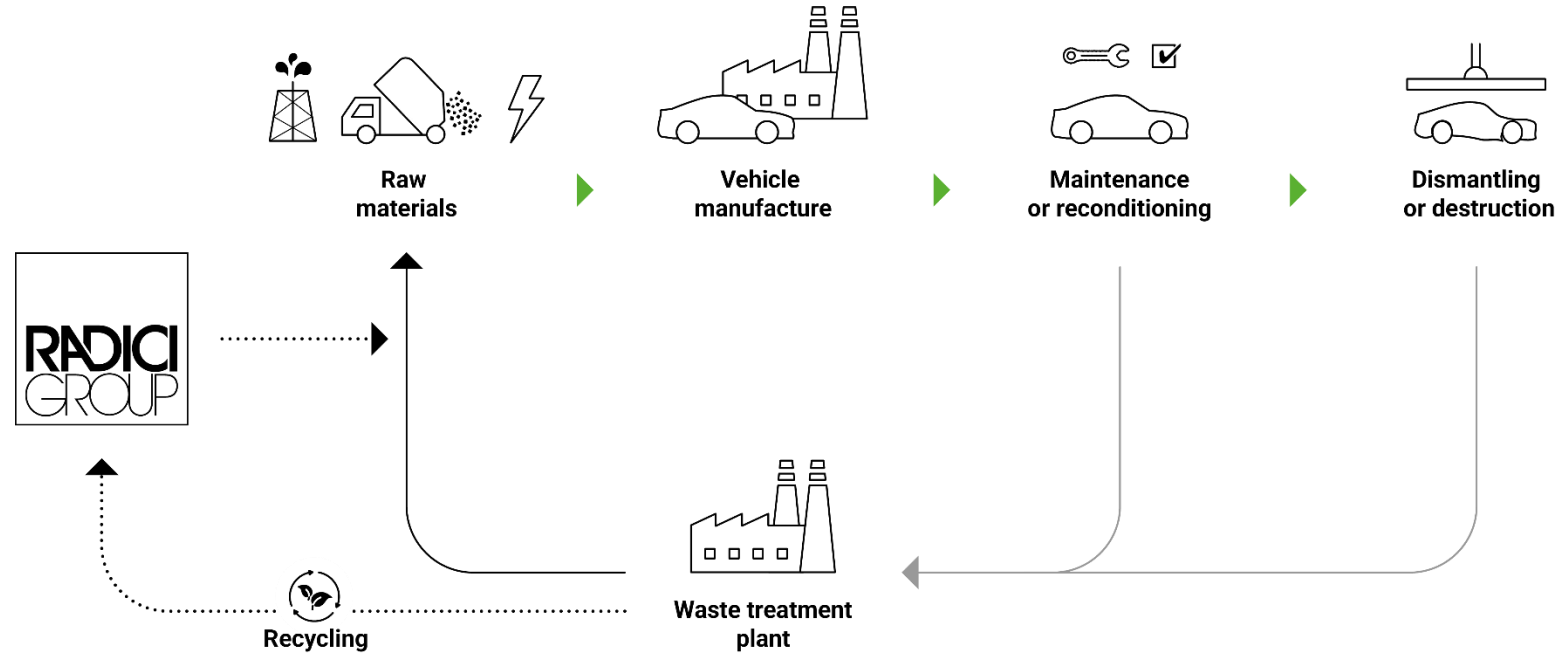 Raw
materials
Vehicle
manufacture
Maintenance
or reconditioning
Dismantling
or destruction
RADICI
GROUP
Waste treatment
plant
Recycling